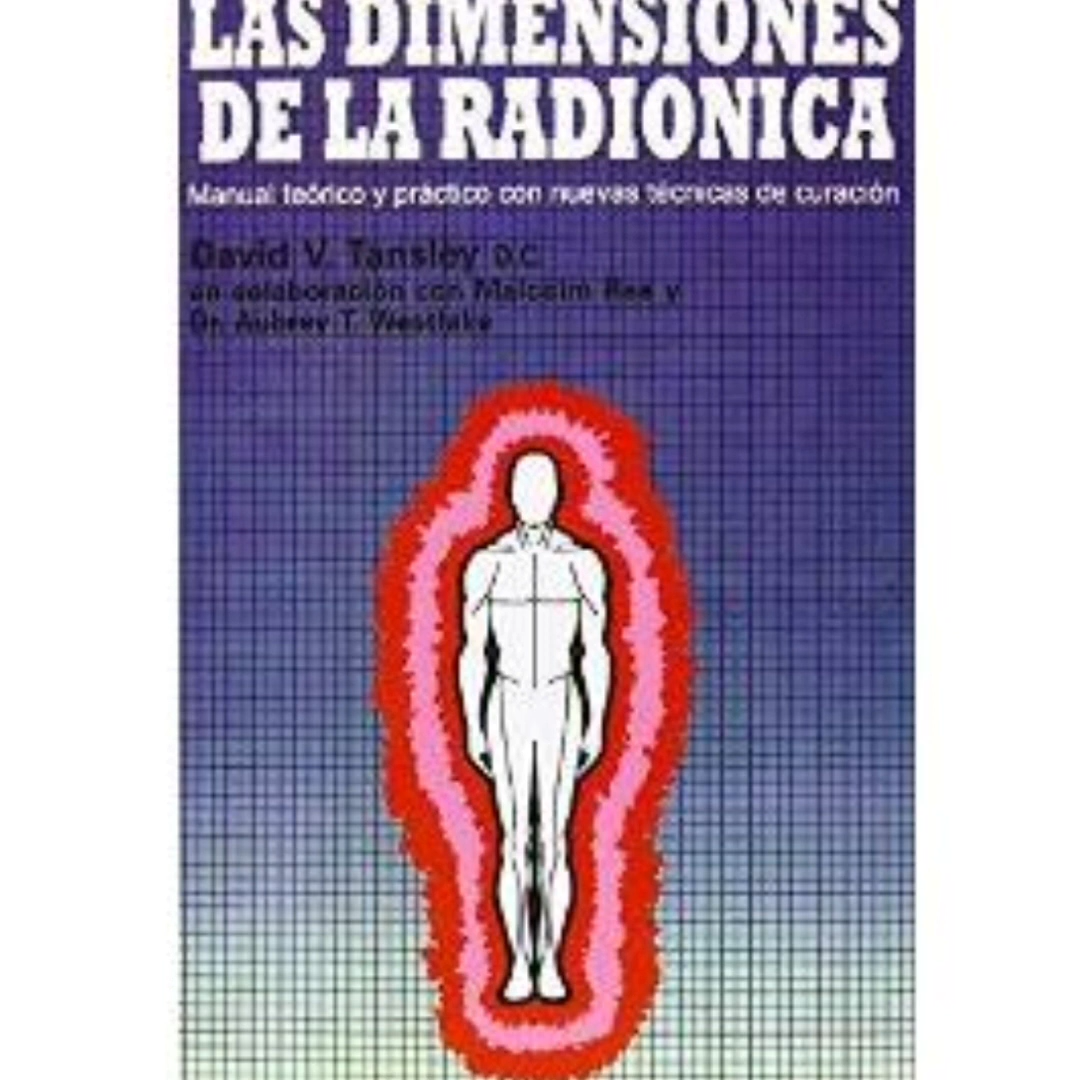 LAS DIMENSIONES
DE LA RADIONICA
Manual teórico y práctico con nuevas técnicas de curación
David V. Tansley D.C.
en colaboración con Malcolm Rae y
Dr. Aubrey T. Westlake